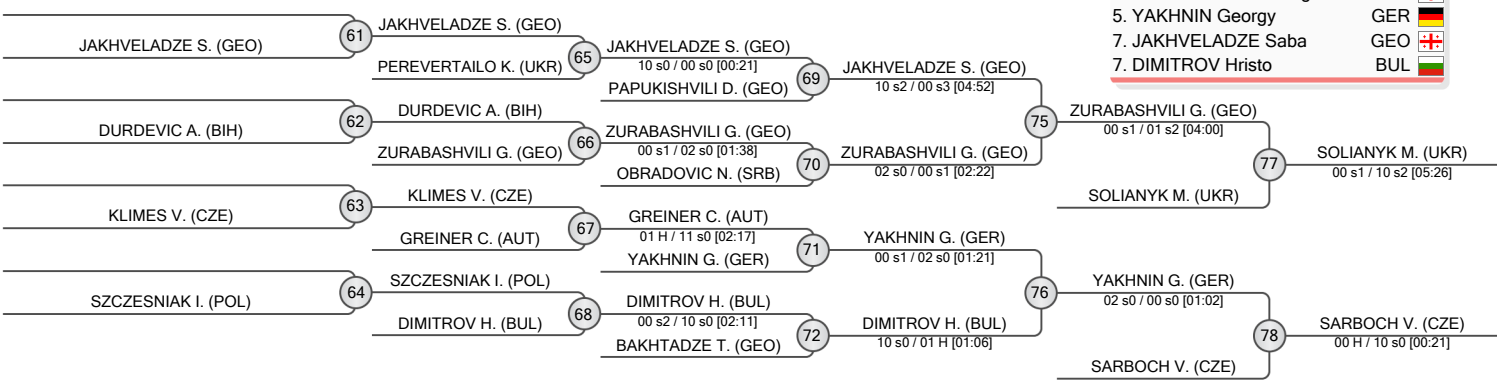 5. YAKHNIN Georgy GER
7. JAKHVELADZE Saba GEO
7. DIMITROV Hristo BUL
JAKHVELADZE S. (GEO)
61
JAKHVELADZE S. (GEO)
PEREVERTAILO K. (UKR)
65
JAKHVELADZE S. (GEO)
10 s0 / 00 s0 [00:21]
PAPUKISHVILI D. (GEO)
69
JAKHVELADZE S. (GEO)
10 s2 / 00 s3 [04:52]
DURDEVIC A. (BIH)
62
DURDEVIC A. (BIH)
ZURABASHVILI G. (GEO)
66
ZURABASHVILI G. (GEO)
00 s1 / 02 s0 [01:38]
OBRADOVIC N. (SRB)
70
ZURABASHVILI G. (GEO)
02 s0 / 00 s1 [02:22]
75
ZURABASHVILI G. (GEO)
00 s1 / 01 s2 [04:00]
SOLIANYK M. (UKR)
77
SOLIANYK M. (UKR)
00 s1 / 10 s2 [05:26]
KLIMES V. (CZE)
63
KLIMES V. (CZE)
GREINER C. (AUT)
67
GREINER C. (AUT)
01 H / 11 s0 [02:17]
YAKHNIN G. (GER)
71
YAKHNIN G. (GER)
00 s1 / 02 s0 [01:21]
SZCZESNIAK I. (POL)
64
SZCZESNIAK I. (POL)
DIMITROV H. (BUL)
68
DIMITROV H. (BUL)
00 s2 / 10 s0 [02:11]
BAKHTADZE T. (GEO)
72
DIMITROV H. (BUL)
10 s0 / 01 H [01:06]
76
YAKHNIN G. (GER)
02 s0 / 00 s0 [01:02]
SARBOCH V. (CZE)
78
SARBOCH V. (CZE)
00 H / 10 s0 [00:21]